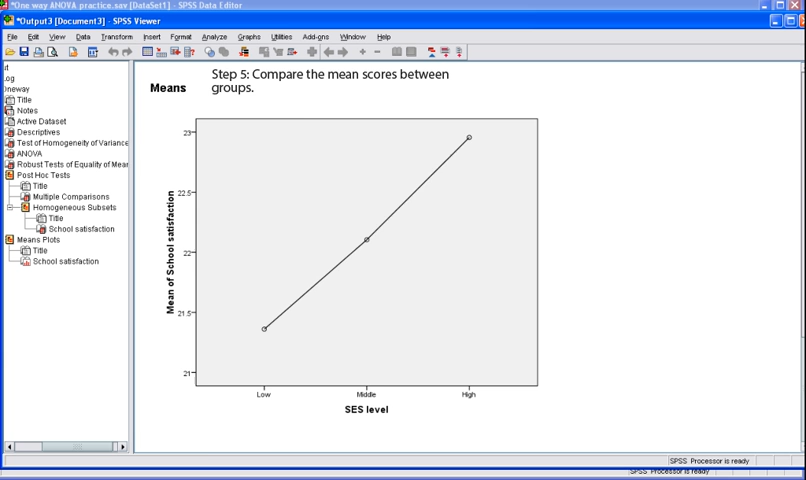 *One way ANOVA practice.sav [DataSet1] - SPSS Data Editor
*Output3 [Document3] - SPSS Viewer
File Edit View Data Transform Insert Format Analyze Graphs Utilities Add-ons Window Help
Title
Notes
Active Dataset
Descriptives
Test of Homogeneity of Variance
ANOVA
Robust Tests of Equality of Mear
Post Hoc Tests
Title
Multiple Comparisons
Homogeneous Subsets
Title
School satisfaction
Means Plots
Title
School satisfaction
Means
Step 5: Compare the mean scores between
groups.
Mean of School satisfaction
23
22.5
22
21.5
21
Low Middle High
SES level
SPSS Processor is ready
SPSS Processor is ready